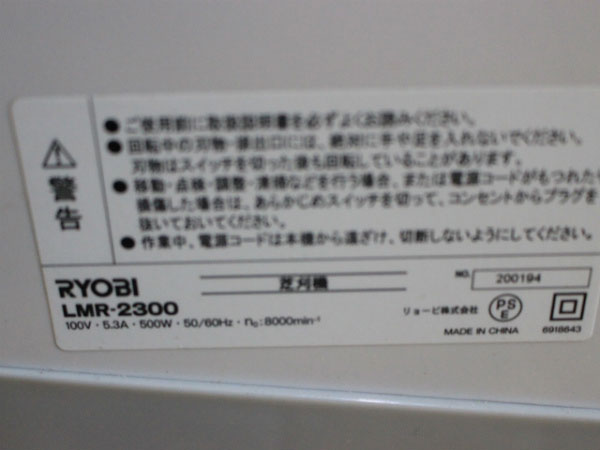 警告
● ご使用前に取扱説明書を必ずよくお読みください。
● 回転中の刃物・排出口には、絶対に手や足を入れないでください。
刃物はスイッチを切った後も回転していることがあります。
● 移動・点検・調整・清掃などを行う場合、または電源コードがもつれたり
損傷した場合は、あらかじめスイッチを切って、コンセントからプラグを
抜いておいてください。
● 作業中、電源コードは本機から遠ざけ、切断しないようにしてください。
RYOBI
芝刈機
NO. 200194
LMR-2300
リョービ株式会社
PS
E
100V・5.3A・500W・50/60Hz・n₀:8000min⁻¹
MADE IN CHINA
6918643